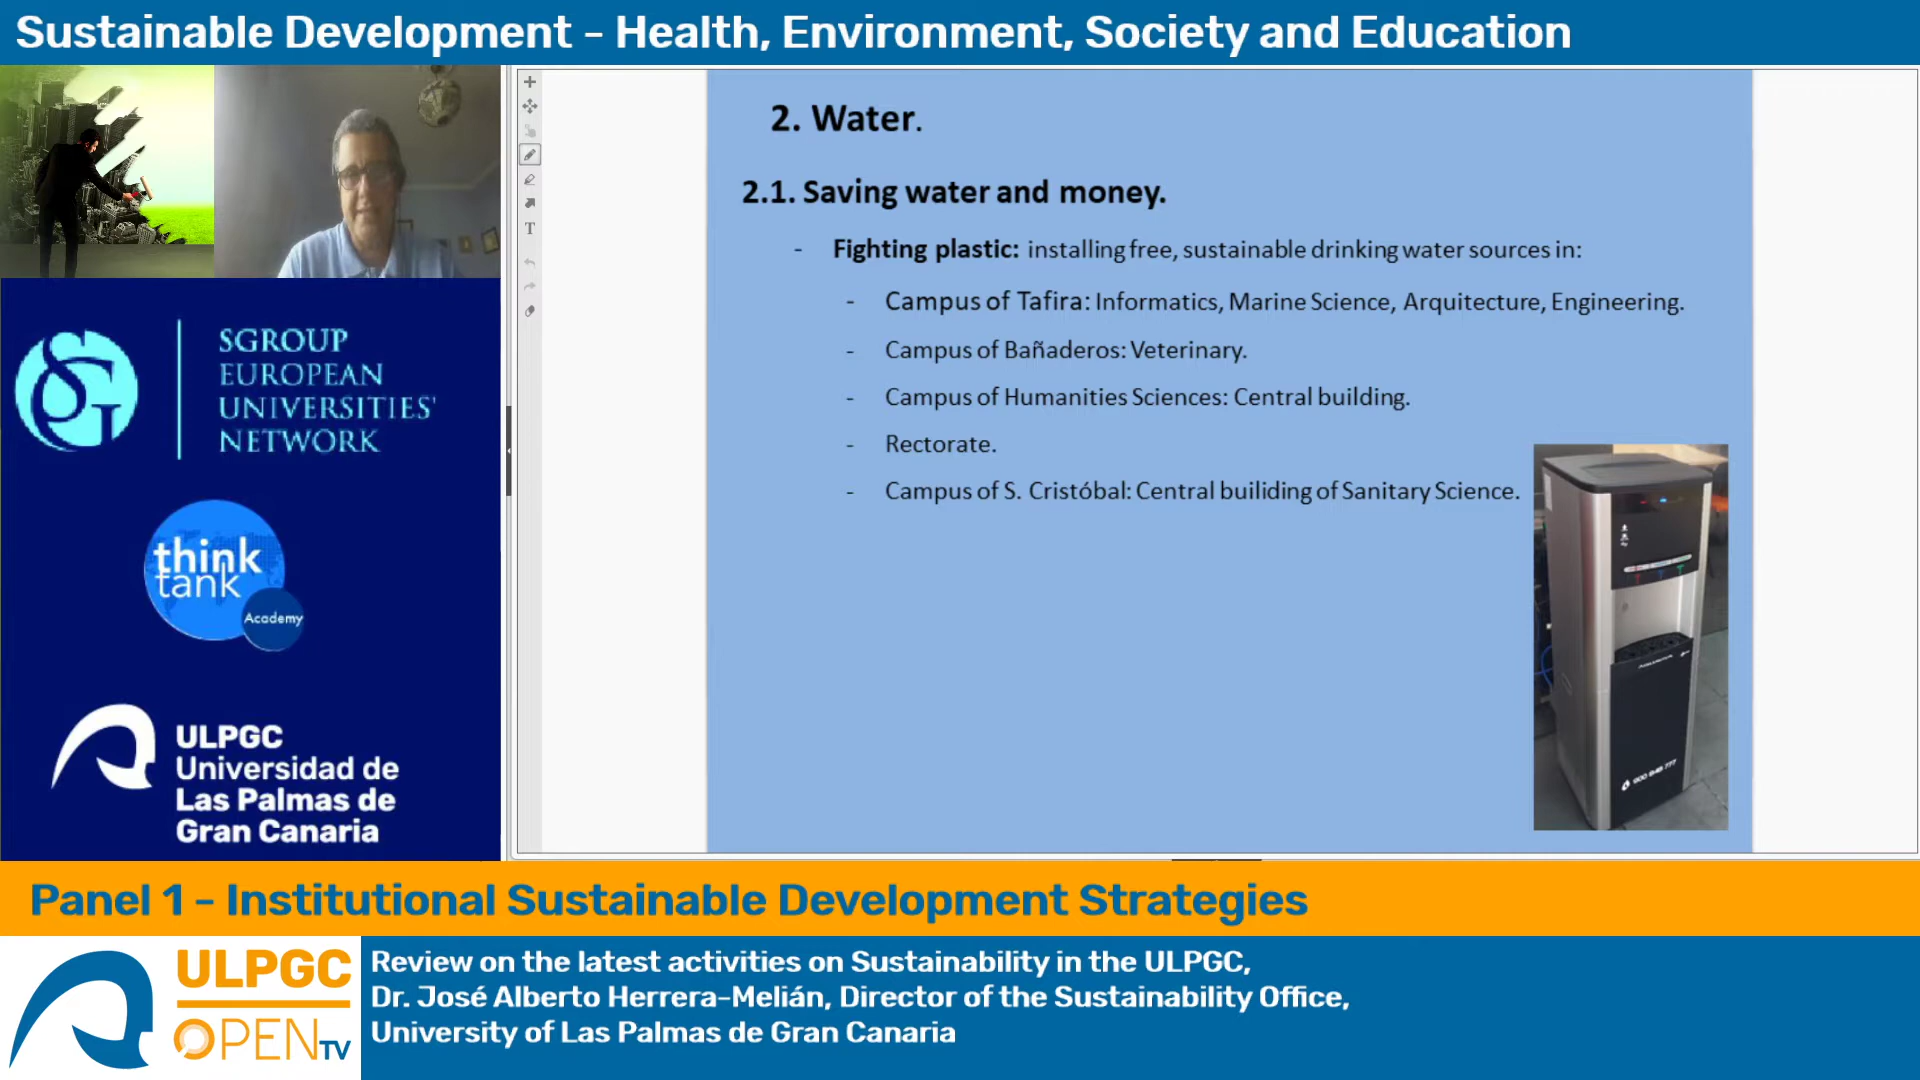 Sustainable Development - Health, Environment, Society and Education
SGROUP
EUROPEAN
UNIVERSITIES'
NETWORK
think
tank
Academy
ULPGC
Universidad de
Las Palmas de
Gran Canaria
T
2. Water.
2.1. Saving water and money.
- Fighting plastic: installing free, sustainable drinking water sources in:
- Campus of Tafira: Informatics, Marine Science, Arquitecture, Engineering.
- Campus of Bañaderos: Veterinary.
- Campus of Humanities Sciences: Central building.
- Rectorate.
- Campus of S. Cristóbal: Central builiding of Sanitary Science.
900 848 777
Panel 1 - Institutional Sustainable Development Strategies
ULPGC
OPEN TV
Review on the latest activities on Sustainability in the ULPGC,
Dr. José Alberto Herrera-Melián, Director of the Sustainability Office,
University of Las Palmas de Gran Canaria